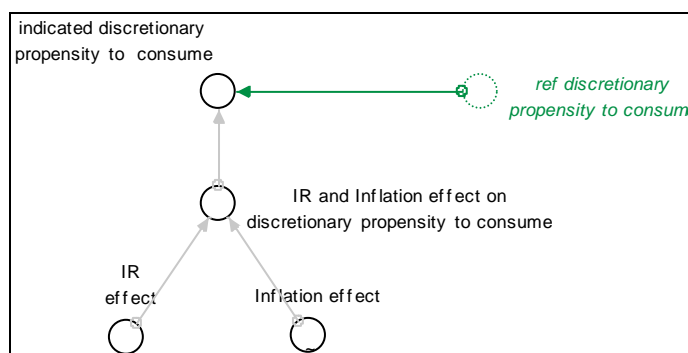 indicated discretionary
propensity to consume
ref discretionary
propensity to consum
IR and Inflation effect on
discretionary propensity to consume
IR
effect
Inflation effect
~